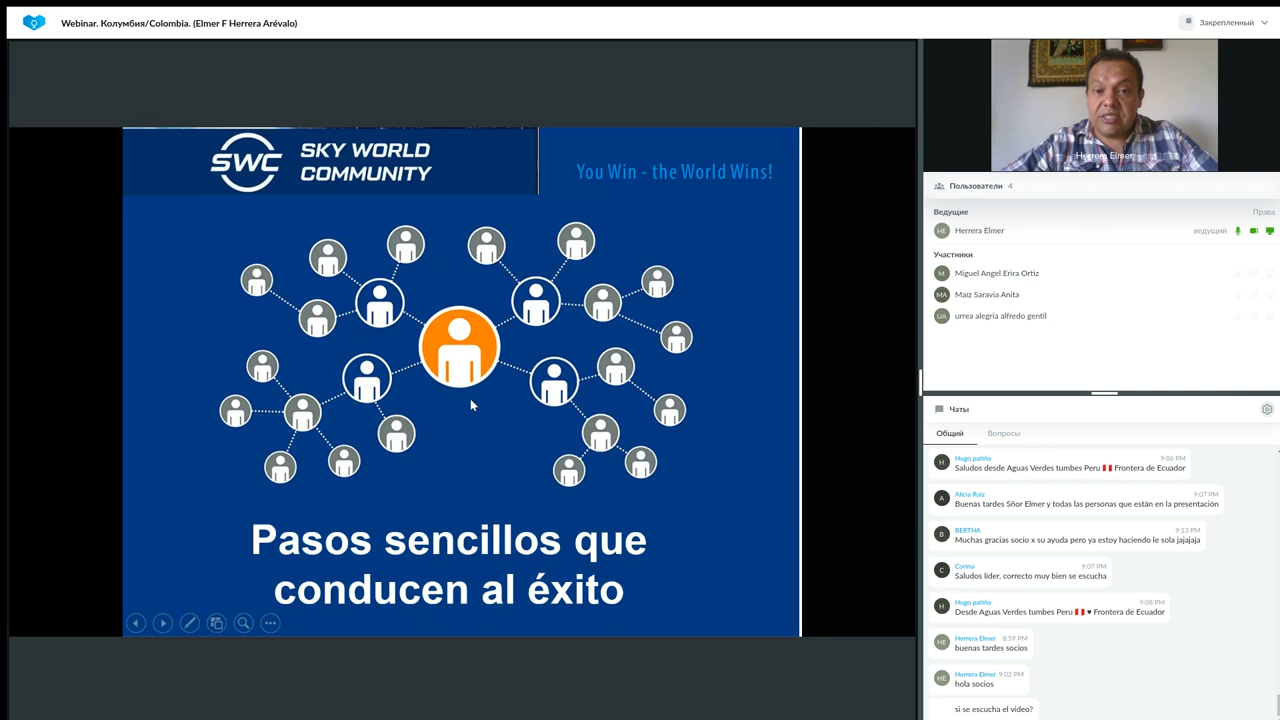 Webinar. Колумбия/Colombia. (Elmer F Herrera Arévalo)
Закрепленный
SWC
SKY WORLD
COMMUNITY
You Win - the World Wins!
Pasos sencillos que
conducen al éxito
Herrera Elmer
Пользователи 4
Ведущие Права
HE Herrera Elmer ведущий
Участники
M Miguel Angel Erira Ortiz
MA Maíz Saravia Anita
UA urrea alegria alfredo gentil
Чаты
Общий Вопросы
Hugo patiño 9:06 PM
H Saludos desde Aguas Verdes tumbes Peru 🇵🇪 Frontera de Ecuador
Alicia Ruiz 9:07 PM
A Buenas tardes Sñor Elmer y todas las personas que están en la presentación
BERTHA 9:13 PM
B Muchas gracias socio x su ayuda pero ya estoy haciendo le sola jajajaja
Corina 9:07 PM
C Saludos líder, correcto muy bien se escucha
Hugo patiño 9:08 PM
H Desde Aguas Verdes tumbes Peru 🇵🇪 ♥ Frontera de Ecuador
Herrera Elmer 8:59 PM
HE buenas tardes socios
Herrera Elmer 9:02 PM
HE hola socios
si se escucha el video?